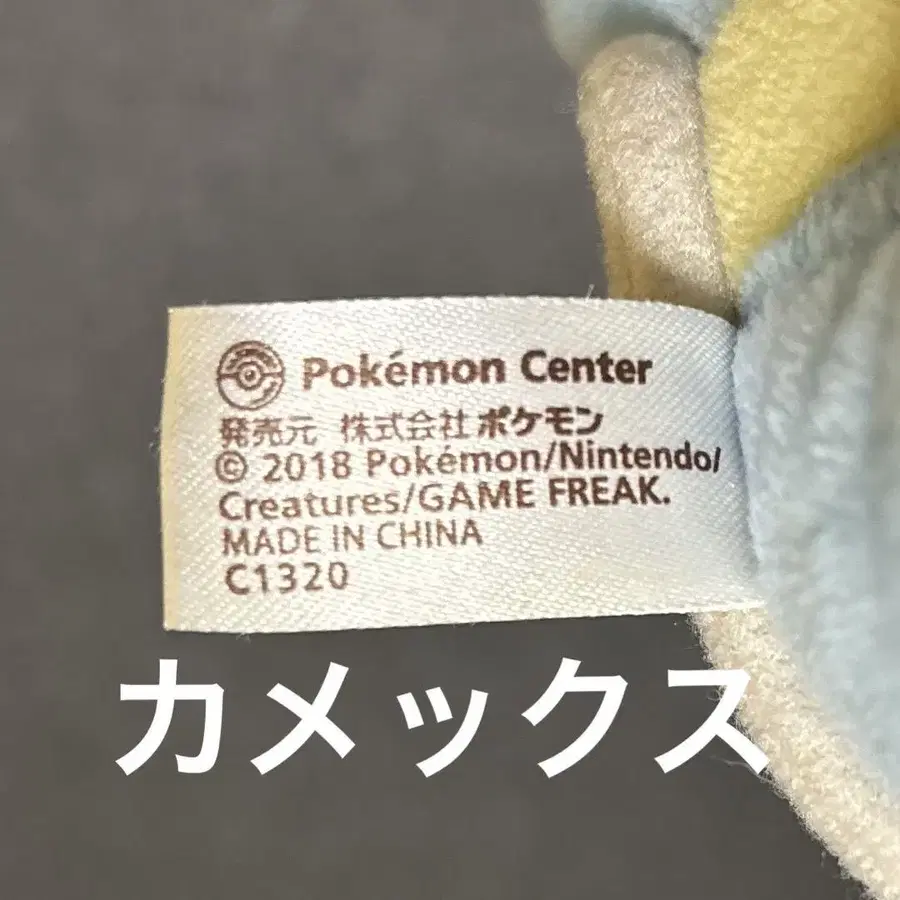 Pokémon Center
発売元 株式会社ポケモン
© 2018 Pokémon/Nintendo/
Creatures/GAME FREAK.
MADE IN CHINA
C1320
カメックス